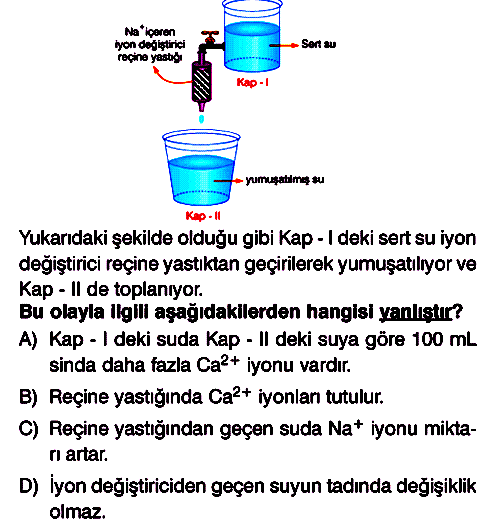 Na⁺içeren
iyon değiştirici
reçine yastığı
Sert su
Kap - I
yumuşatılmış su
Kap - II
Yukarıdaki şekilde olduğu gibi Kap - I deki sert su iyon
değiştirici reçine yastıktan geçirilerek yumuşatılıyor ve
Kap - II de toplanıyor.
Bu olayla ilgili aşağıdakilerden hangisi yanlıştır?
A) Kap - I deki suda Kap - II deki suya göre 100 mL
sinda daha fazla Ca²⁺ iyonu vardır.
B) Reçine yastığında Ca²⁺ iyonları tutulur.
C) Reçine yastığından geçen suda Na⁺ iyonu mikta-
rı artar.
D) İyon değiştiriciden geçen suyun tadında değişiklik
olmaz.